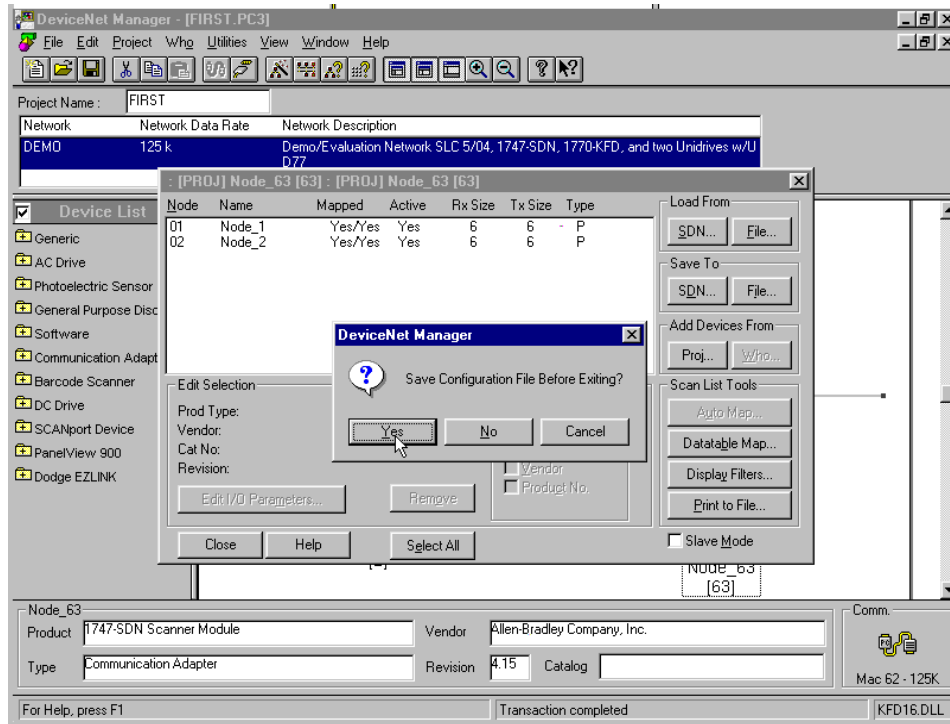 DeviceNet Manager - [FIRST.PC3]
File Edit Project Who Utilities View Window Help
Project Name : FIRST
Network Network Data Rate Network Description
DEMO 125 k Demo/Evaluation Network SLC 5/04, 1747-SDN, 1770-KFD, and two Unidrives w/U
D77
: [PROJ] Node_63 [63] : [PROJ] Node_63 [63]
Node Name Mapped Active Rx Size Tx Size Type
01 Node_1 Yes/Yes Yes 6 6 - P
02 Node_2 Yes/Yes Yes 6 6 P
Load From
SDN... File...
Save To
SDN... File...
Add Devices From
Proj... Who...
Scan List Tools
Auto Map...
Datatable Map...
Display Filters...
Print to File...
Slave Mode
Device List
Generic
AC Drive
Photoelectric Sensor
General Purpose Disc
Software
Communication Adapt
Barcode Scanner
DC Drive
SCANport Device
PanelView 900
Dodge EZLINK
DeviceNet Manager
Save Configuration File Before Exiting?
Yes No Cancel
Edit Selection
Prod Type:
Vendor:
Cat No:
Revision:
Vendor
Product No.
Edit I/O Parameters... Remove
Close Help Select All
Node_63
[63]
Node_63
Product 1747-SDN Scanner Module Vendor Allen-Bradley Company, Inc.
Type Communication Adapter Revision 4.15 Catalog
Comm.
Mac 62 - 125K
For Help, press F1 Transaction completed KFD16.DLL